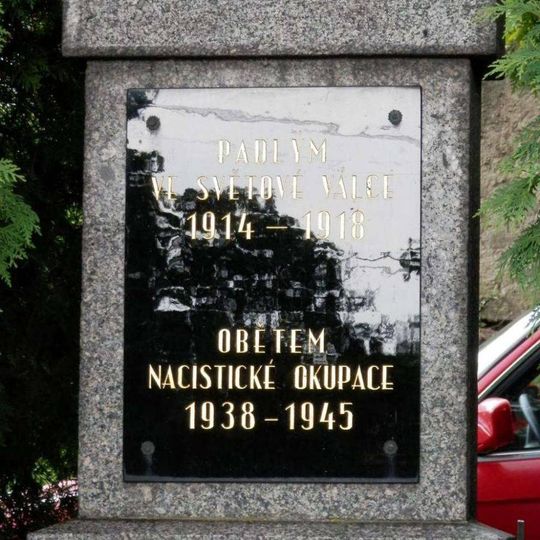 PADLÝM
VE SVĚTOVÉ VÁLCE
1914 – 1918
OBĚTEM
NACISTICKÉ OKUPACE
1938 – 1945